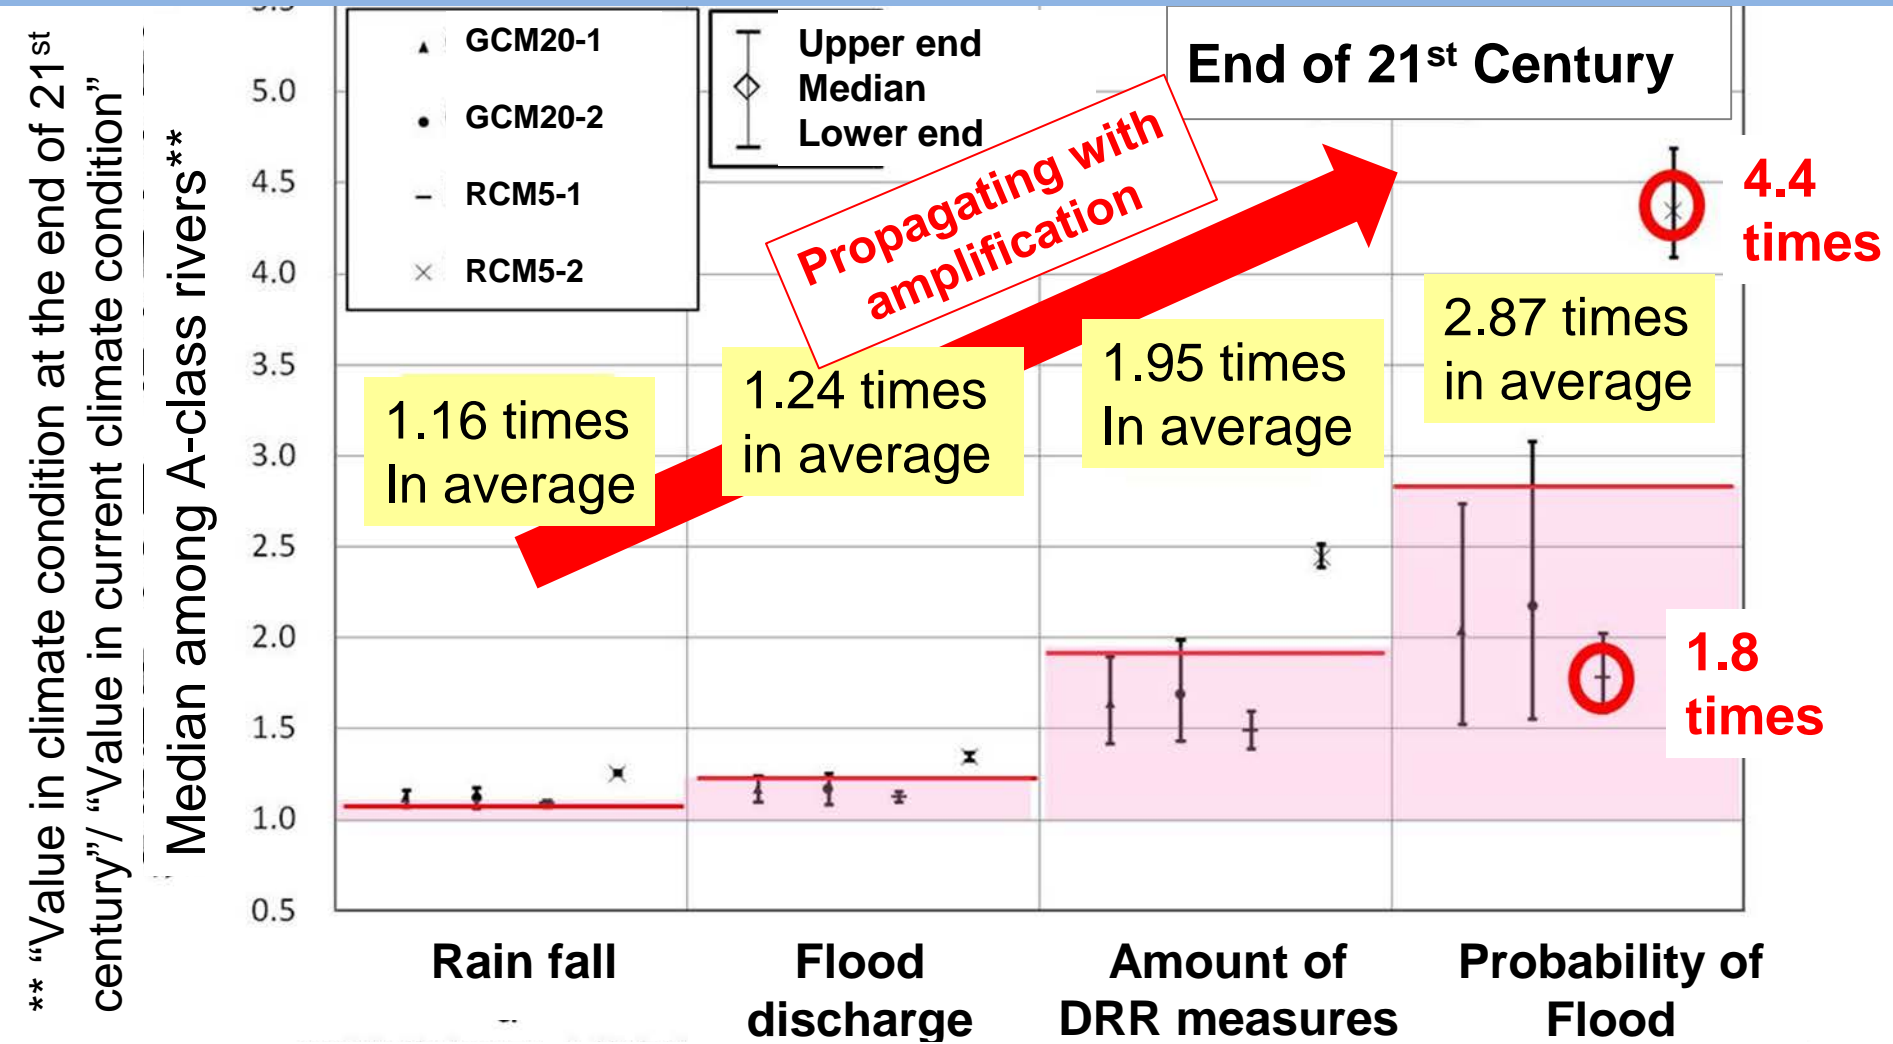 ** “Value in climate condition at the end of 21st
century”/ “Value in current climate condition”
Median among A-class rivers**
5.0
4.5
4.0
3.5
3.0
2.5
2.0
1.5
1.0
0.5
GCM20-1
GCM20-2
RCM5-1
RCM5-2
Upper end
Median
Lower end
End of 21st Century
Propagating with
amplification
4.4
times
1.16 times
In average
1.24 times
in average
1.95 times
In average
2.87 times
in average
1.8
times
Rain fall
Flood
discharge
Amount of
DRR measures
Probability of
Flood